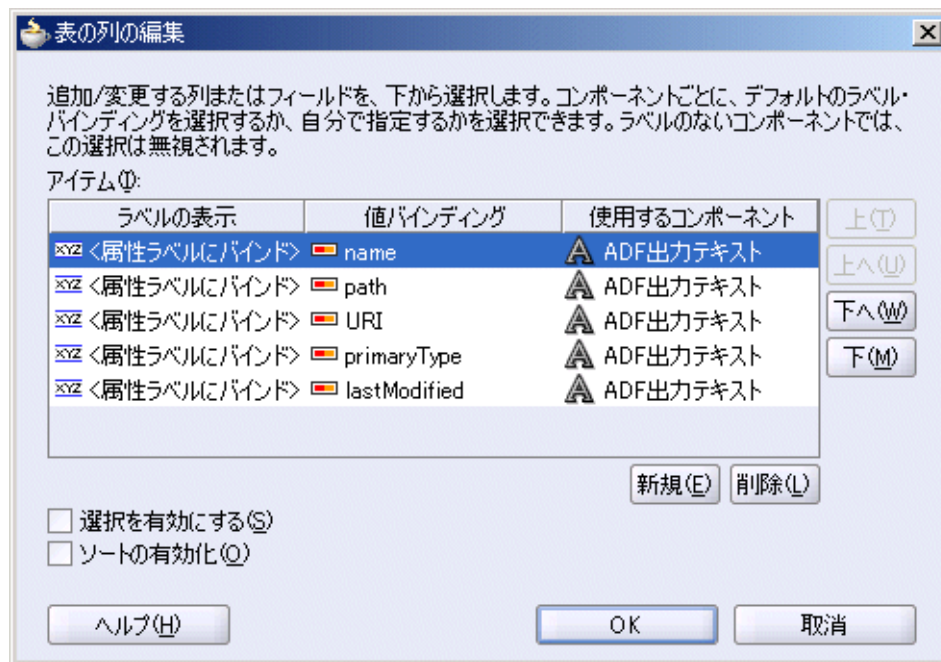 表の列の編集
追加/変更する列またはフィールドを、下から選択します。コンポーネントごとに、デフォルトのラベル・
バインディングを選択するか、自分で指定するかを選択できます。ラベルのないコンポーネントでは、
この選択は無視されます。
アイテム(I):
ラベルの表示 値バインディング 使用するコンポーネント 上(T)
XYZ <属性ラベルにバインド> name ADF出力テキスト
上へ(U)
XYZ <属性ラベルにバインド> path ADF出力テキスト
XYZ <属性ラベルにバインド> URI ADF出力テキスト 下へ(W)
XYZ <属性ラベルにバインド> primaryType ADF出力テキスト 下(M)
XYZ <属性ラベルにバインド> lastModified ADF出力テキスト
新規(E) 削除(L)
選択を有効にする(S)
ソートの有効化(O)
ヘルプ(H) OK 取消